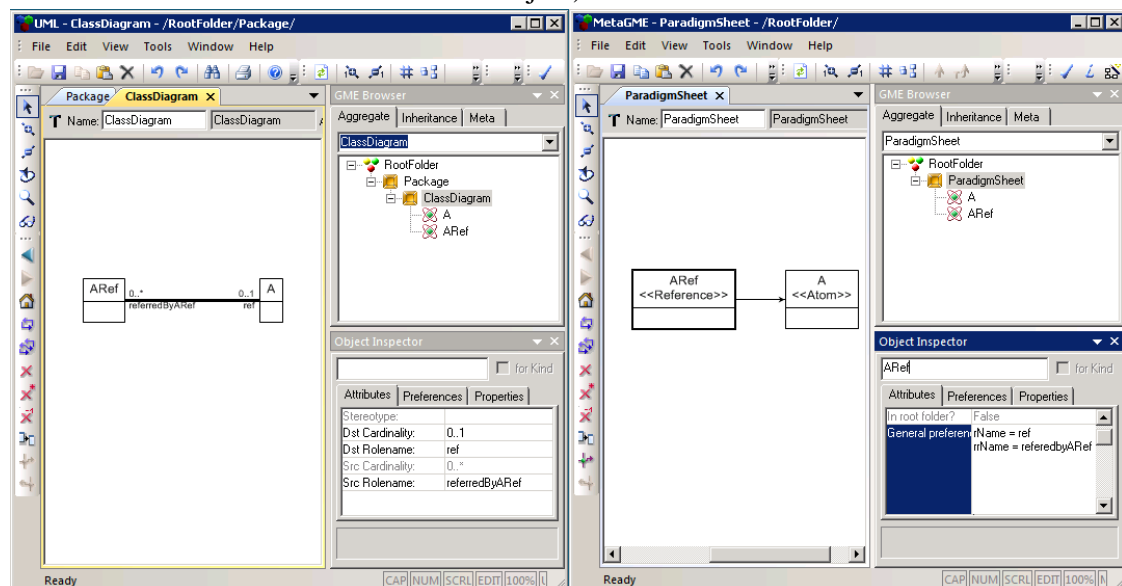 UML - ClassDiagram - /RootFolder/Package/
File Edit View Tools Window Help
Package ClassDiagram X
Name: ClassDiagram ClassDiagram
ARef 0..* 0..1 A
referredByARef ref
Ready
GME Browser
Aggregate Inheritance Meta
ClassDiagram
RootFolder
Package
ClassDiagram
A
ARef
Object Inspector
for Kind
Attributes Preferences Properties
Stereotype:
Dst Cardinality: 0..1
Dst Rolename: ref
Src Cardinality: 0..*
Src Rolename: referredByARef
CAP NUM SCRL EDIT 100%
MetaGME - ParadigmSheet - /RootFolder/
File Edit View Tools Window Help
ParadigmSheet X
Name: ParadigmSheet ParadigmSheet
ARef
<<Reference>>
A
<<Atom>>
Ready
GME Browser
Aggregate Inheritance Meta
ParadigmSheet
RootFolder
ParadigmSheet
A
ARef
Object Inspector
ARef for Kind
Attributes Preferences Properties
In root folder? False
General preferen rName = ref
rrName = referedbyARef
CAP NUM SCRL EDIT 100%